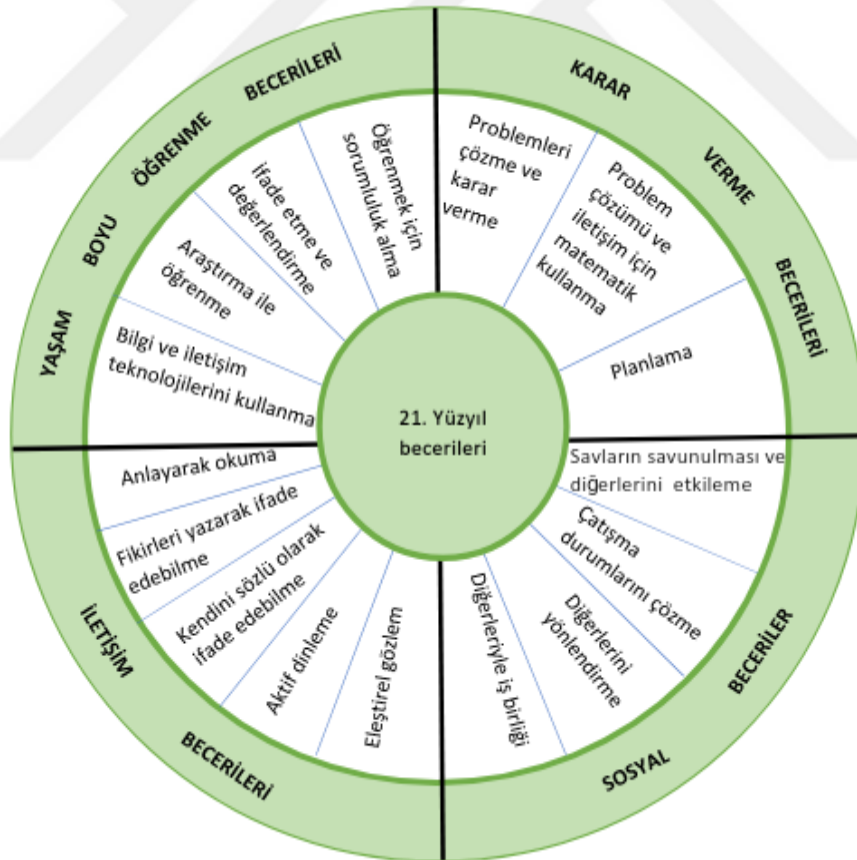 YAŞAM BOYU ÖĞRENME BECERİLERİ
Öğrenmek için
sorumluluk alma
ifade etme ve
değerlendirme
Araştırma ile
öğrenme
Bilgi ve iletişim
teknolojilerini kullanma
KARAR VERME BECERİLERİ
Problemleri
çözme ve
karar
verme
Problem
çözümü ve
iletişim için
matematik
kullanma
Planlama
21. Yüzyıl
becerileri
İLETİŞİM BECERİLERİ
Anlayarak okuma
Fikirleri yazarak ifade
edebilme
Kendini sözlü olarak
ifade edebilme
Aktif dinleme
Eleştirel gözlem
SOSYAL BECERİLER
Savların savunulması ve
diğerlerini etkileme
Çatışma
durumlarını çözme
Diğerlerini
yönlendirme
Diğerleriyle iş birliği